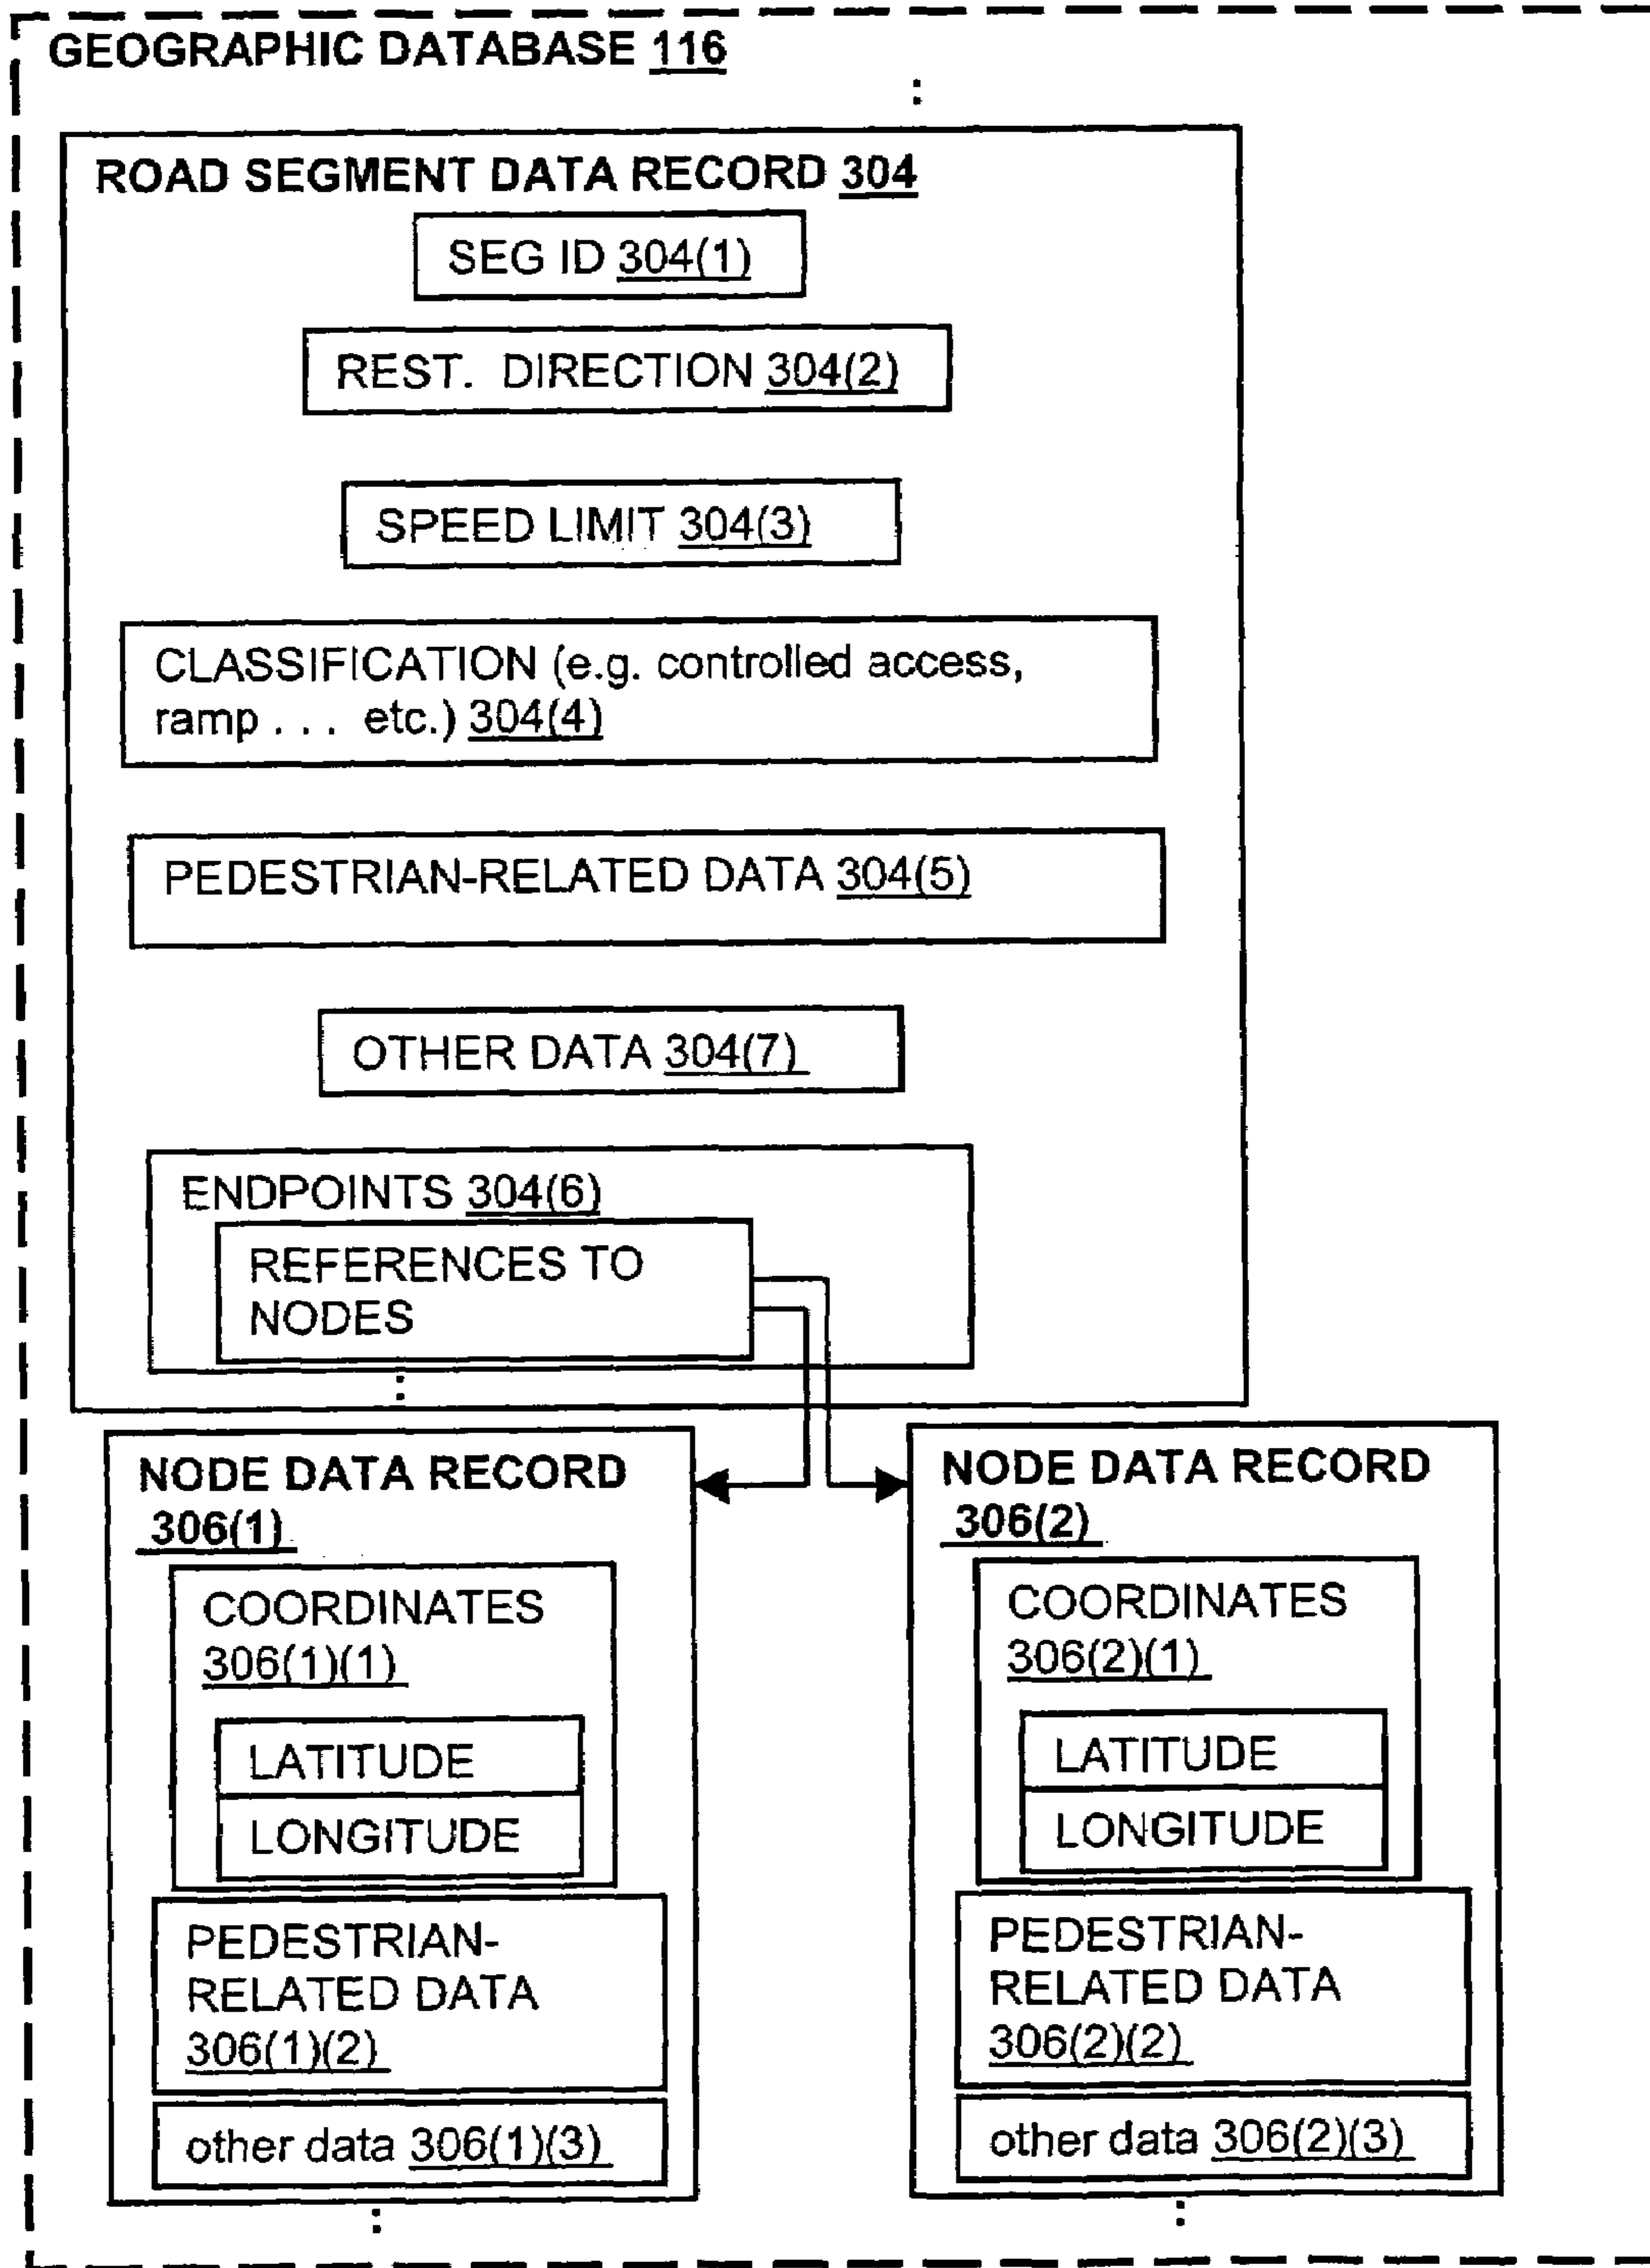 GEOGRAPHIC DATABASE 116
:
ROAD SEGMENT DATA RECORD 304
SEG ID 304(1)
REST. DIRECTION 304(2)
SPEED LIMIT 304(3)
CLASSIFICATION (e.g. controlled access,
ramp . . . etc.) 304(4)
PEDESTRIAN-RELATED DATA 304(5)
OTHER DATA 304(7)
ENDPOINTS 304(6)
REFERENCES TO
NODES
:
NODE DATA RECORD
306(1)
COORDINATES
306(1)(1)
LATITUDE
LONGITUDE
PEDESTRIAN-
RELATED DATA
306(1)(2)
other data 306(1)(3)
:
NODE DATA RECORD
306(2)
COORDINATES
306(2)(1)
LATITUDE
LONGITUDE
PEDESTRIAN-
RELATED DATA
306(2)(2)
other data 306(2)(3)
: